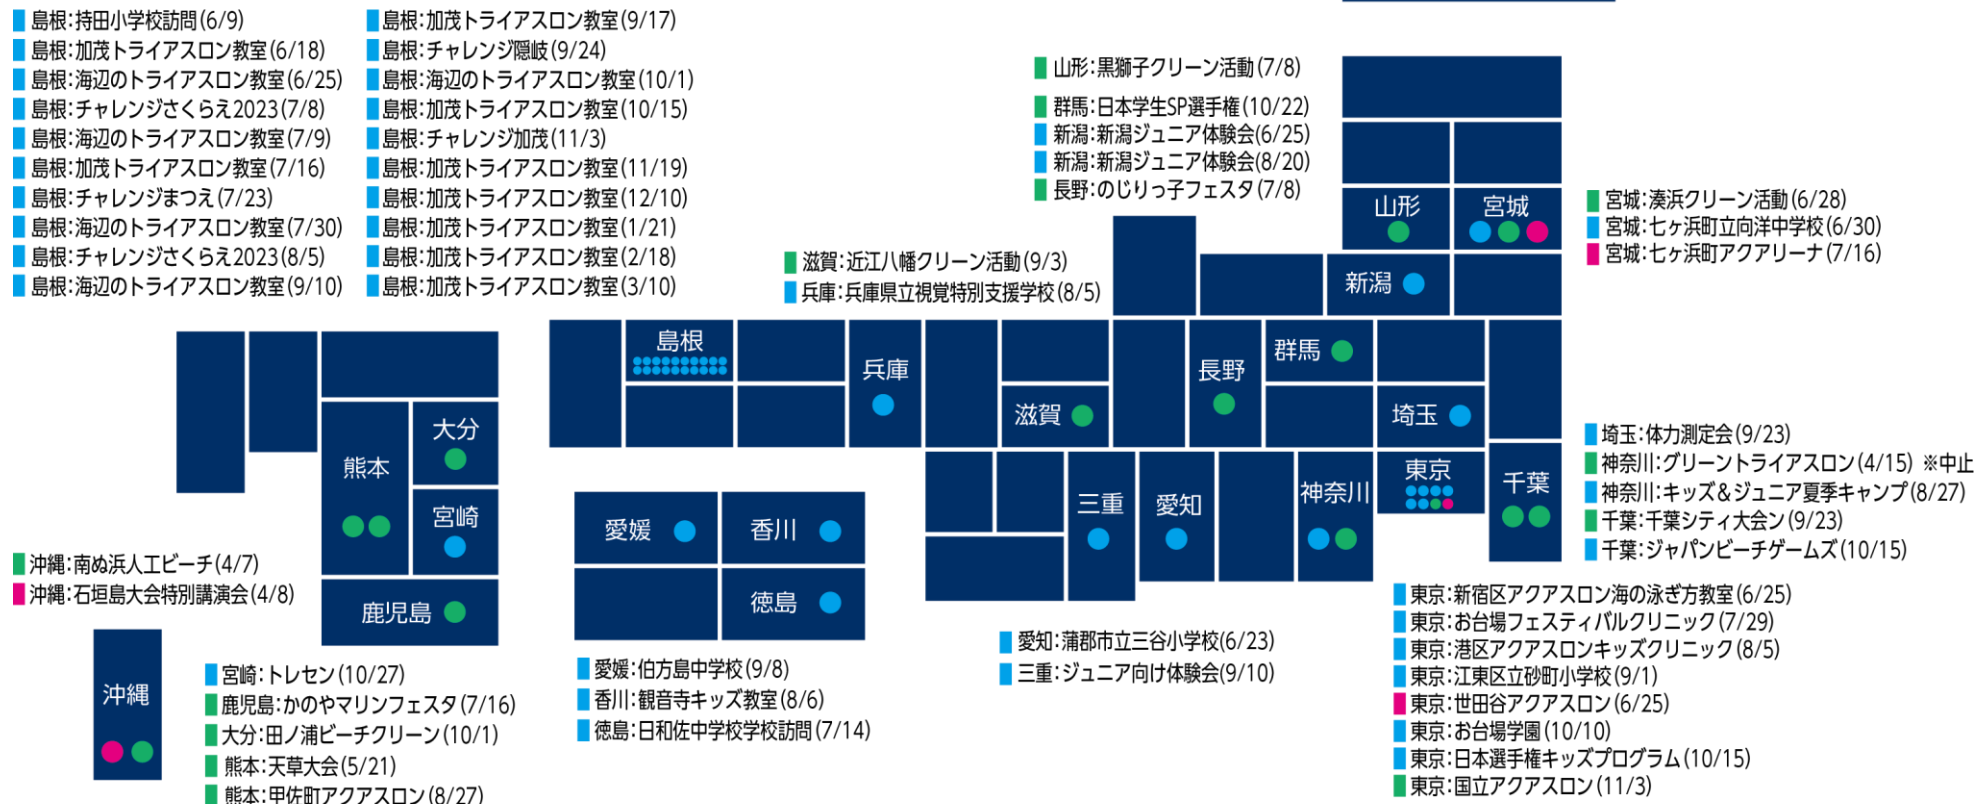 島根:持田小学校訪問(6/9)
島根:加茂トライアスロン教室(6/18)
島根:海辺のトライアスロン教室(6/25)
島根:チャレンジさくらえ2023(7/8)
島根:海辺のトライアスロン教室(7/9)
島根:加茂トライアスロン教室(7/16)
島根:チャレンジまつえ(7/23)
島根:海辺のトライアスロン教室(7/30)
島根:チャレンジさくらえ2023(8/5)
島根:海辺のトライアスロン教室(9/10)
島根:加茂トライアスロン教室(9/17)
島根:チャレンジ隠岐(9/24)
島根:海辺のトライアスロン教室(10/1)
島根:加茂トライアスロン教室(10/15)
島根:チャレンジ加茂(11/3)
島根:加茂トライアスロン教室(11/19)
島根:加茂トライアスロン教室(12/10)
島根:加茂トライアスロン教室(1/21)
島根:加茂トライアスロン教室(2/18)
島根:加茂トライアスロン教室(3/10)
山形:黒獅子クリーン活動(7/8)
群馬:日本学生SP選手権(10/22)
新潟:新潟ジュニア体験会(6/25)
新潟:新潟ジュニア体験会(8/20)
長野:のじりっ子フェスタ(7/8)
滋賀:近江八幡クリーン活動(9/3)
兵庫:兵庫県立視覚特別支援学校(8/5)
山形
宮城
新潟
宮城:湊浜クリーン活動(6/28)
宮城:七ヶ浜町立向洋中学校(6/30)
宮城:七ヶ浜町アクアリーナ(7/16)
島根
兵庫
滋賀
長野
群馬
埼玉
東京
千葉
神奈川
愛知
三重
大分
熊本
宮崎
鹿児島
愛媛
香川
徳島
沖縄
埼玉:体力測定会(9/23)
神奈川:グリーントライアスロン(4/15) ※中止
神奈川:キッズ&ジュニア夏季キャンプ(8/27)
千葉:千葉シティ大会ン(9/23)
千葉:ジャパンビーチゲームズ(10/15)
沖縄:南ぬ浜人工ビーチ(4/7)
沖縄:石垣島大会特別講演会(4/8)
宮崎:トレセン(10/27)
鹿児島:かのやマリンフェスタ(7/16)
大分:田ノ浦ビーチクリーン(10/1)
熊本:天草大会(5/21)
熊本:甲佐町アクアスロン(8/27)
愛媛:伯方島中学校(9/8)
香川:観音寺キッズ教室(8/6)
徳島:日和佐中学校学校訪問(7/14)
愛知:蒲郡市立三谷小学校(6/23)
三重:ジュニア向け体験会(9/10)
東京:新宿区アクアスロン海の泳ぎ方教室(6/25)
東京:お台場フェスティバルクリニック(7/29)
東京:港区アクアスロンキッズクリニック(8/5)
東京:江東区立砂町小学校(9/1)
東京:世田谷アクアスロン(6/25)
東京:お台場学園(10/10)
東京:日本選手権キッズプログラム(10/15)
東京:国立アクアスロン(11/3)